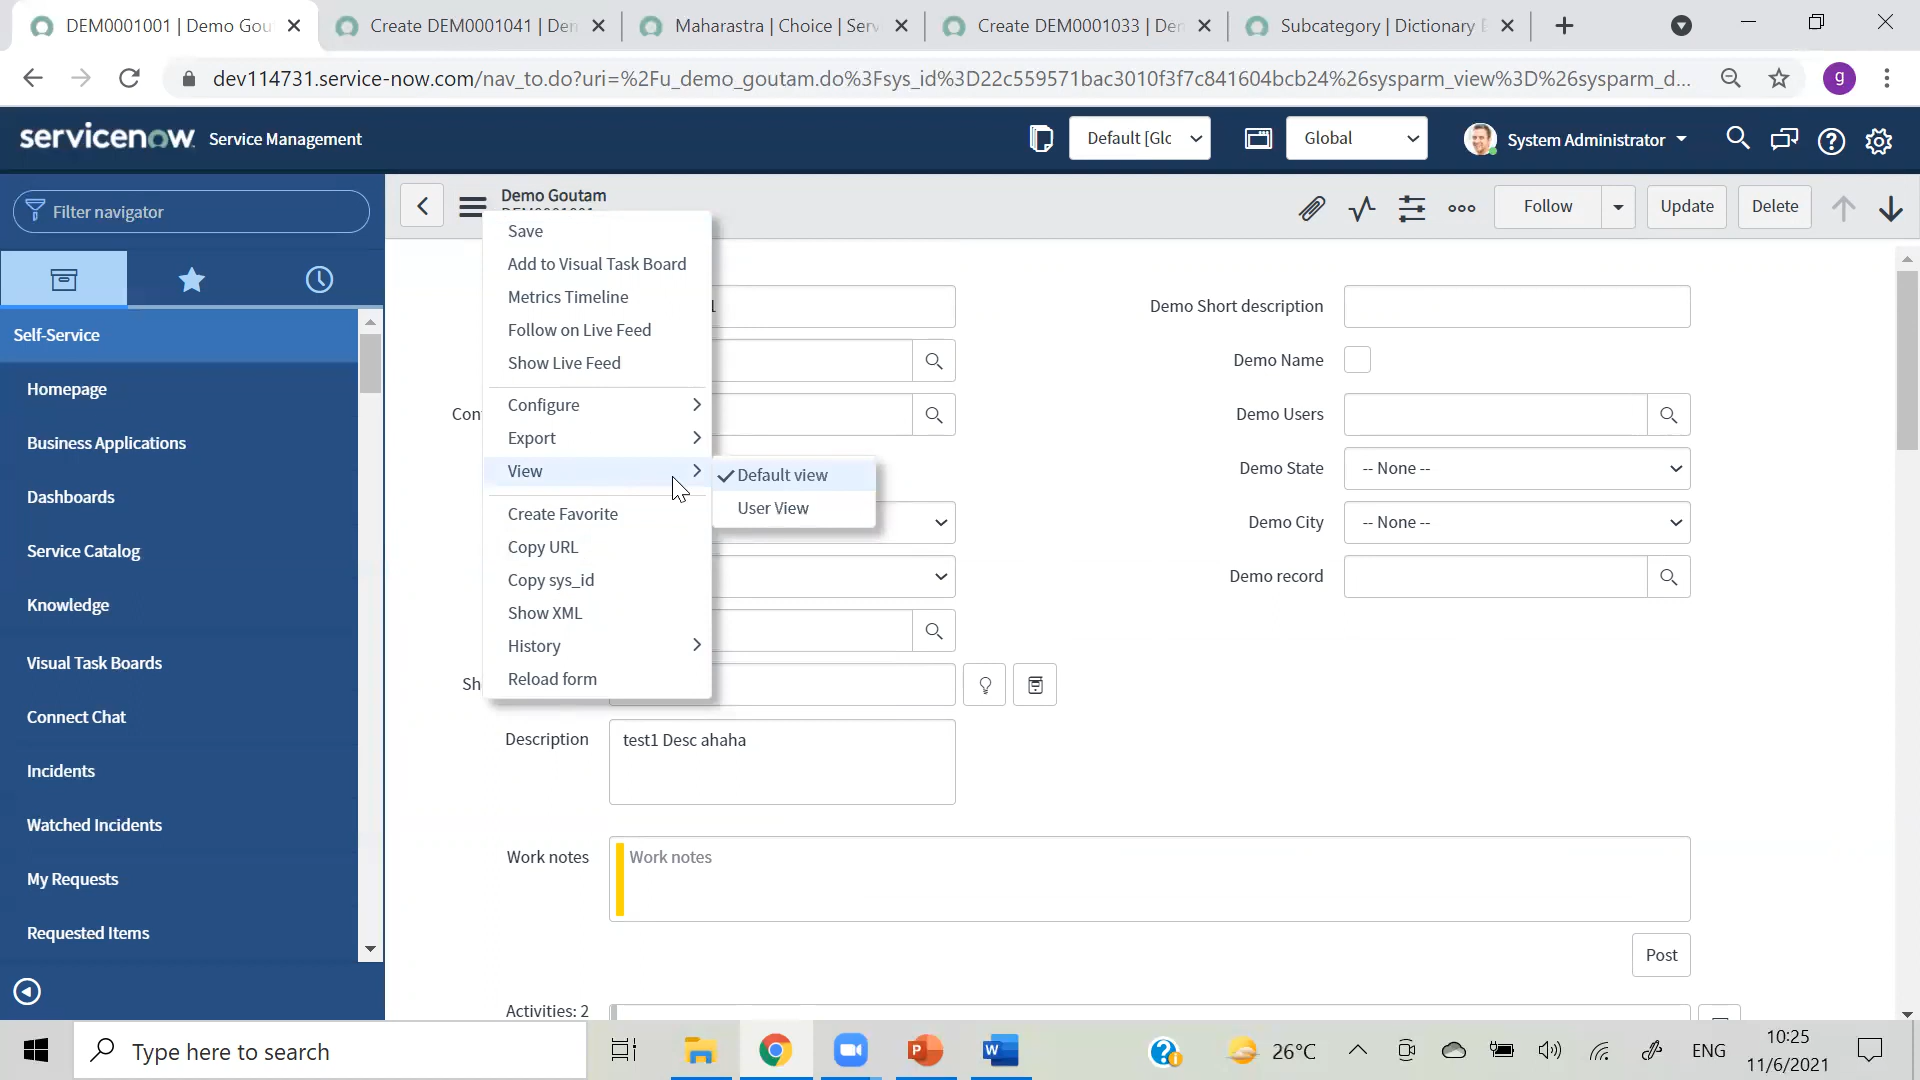 DEM0001001 | Demo Gou
Create DEM0001041 | Den
Maharastra | Choice | Serv
Create DEM0001033 | Den
Subcategory | Dictionary
dev114731.service-now.com/nav_to.do?uri=%2Fu_demo_goutam.do%3Fsys_id%3D22c559571bac3010f3f7c841604bcb24%26sysparm_view%3D%26sysparm_d...
g
servicenow Service Management
Default [Glc
Global
System Administrator
Filter navigator
Demo Goutam
Follow
Update
Delete
Self-Service
Homepage
Business Applications
Dashboards
Service Catalog
Knowledge
Visual Task Boards
Connect Chat
Incidents
Watched Incidents
My Requests
Requested Items
Save
Add to Visual Task Board
Metrics Timeline
Follow on Live Feed
Show Live Feed
Configure
Export
View
Default view
User View
Create Favorite
Copy URL
Copy sys_id
Show XML
History
Reload form
1
Con
Sh
Description
test1 Desc ahaha
Work notes
Work notes
Post
Activities: 2
Demo Short description
Demo Name
Demo Users
Demo State
-- None --
Demo City
-- None --
Demo record
Type here to search
26°C
ENG
10:25
11/6/2021